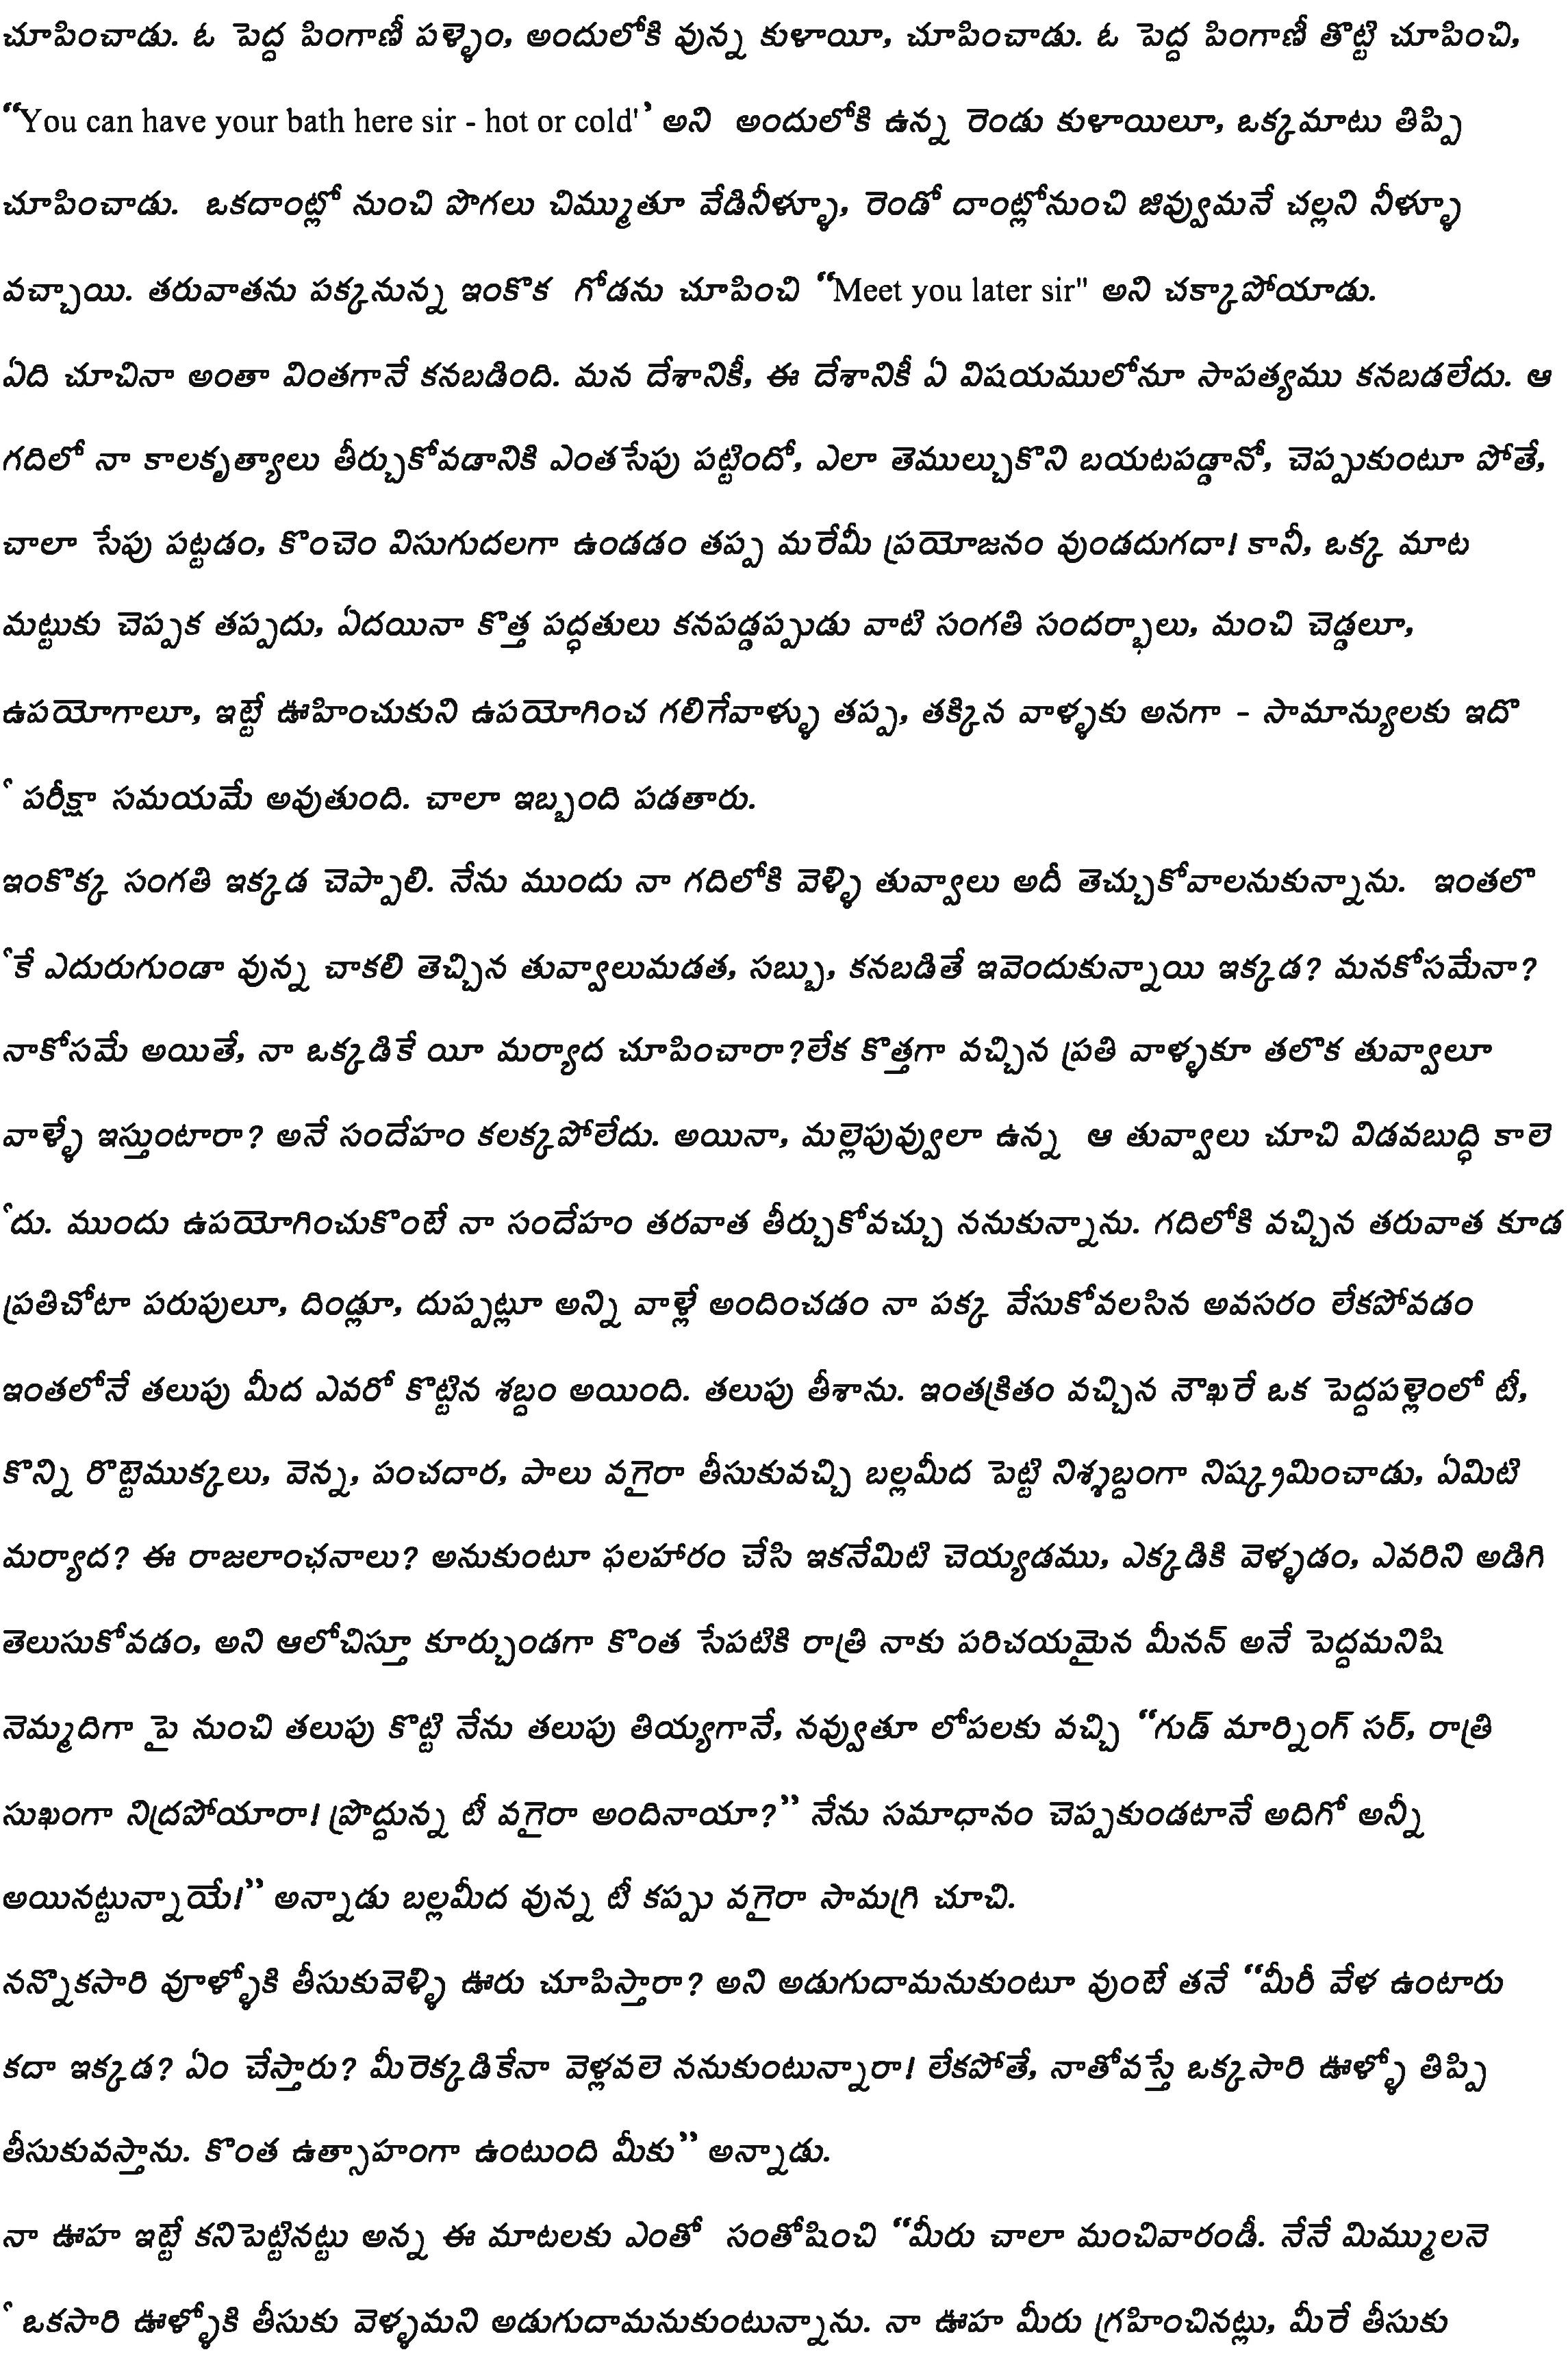 చూపించాడు. ఓ పెద్ద పింగాణీ పళ్ళెం, అందులోకి వున్న కుళాయీ, చూపించాడు. ఓ పెద్ద పింగాణీ తొట్టి చూపించి,
“You can have your bath here sir - hot or cold'’ అని అందులోకి ఉన్న రెండు కుళాయిలూ, ఒక్కమాటు తిప్పి
చూపించాడు. ఒకదాంట్లో నుంచి పొగలు చిమ్ముతూ వేడినీళ్ళూ, రెండో దాంట్లోనుంచి జివ్వుమనే చల్లని నీళ్ళూ
వచ్చాయి. తరువాతను పక్కనున్న ఇంకొక గోడను చూపించి “Meet you later sir" అని చక్కాపోయాడు.
ఏది చూచినా అంతా వింతగానే కనబడింది. మన దేశానికీ, ఈ దేశానికీ ఏ విషయములోనూ సాపత్యము కనబడలేదు. ఆ
గదిలో నా కాలకృత్యాలు తీర్చుకోవడానికి ఎంతసేపు పట్టిందో, ఎలా తెముల్చుకొని బయటపడ్డానో, చెప్పుకుంటూ పోతే,
చాలా సేపు పట్టడం, కొంచెం విసుగుదలగా ఉండడం తప్ప మరేమీ ప్రయోజనం వుండదుగదా! కానీ, ఒక్క మాట
మట్టుకు చెప్పక తప్పదు, ఏదయినా కొత్త పద్ధతులు కనపడ్డప్పుడు వాటి సంగతి సందర్భాలు, మంచి చెడ్డలూ,
ఉపయోగాలూ, ఇట్టే ఊహించుకుని ఉపయోగించ గలిగేవాళ్ళు తప్ప, తక్కిన వాళ్ళకు అనగా - సామాన్యులకు ఇదొ
ే పరీక్షా సమయమే అవుతుంది. చాలా ఇబ్బంది పడతారు.
ఇంకొక్క సంగతి ఇక్కడ చెప్పాలి. నేను ముందు నా గదిలోకి వెళ్ళి తువ్వాలు అదీ తెచ్చుకోవాలనుకున్నాను. ఇంతలొ
ేకే ఎదురుగుండా వున్న చాకలి తెచ్చిన తువ్వాలుమడత, సబ్బు, కనబడితే ఇవెందుకున్నాయి ఇక్కడ? మనకోసమేనా?
నాకోసమే అయితే, నా ఒక్కడికే యీ మర్యాద చూపించారా?లేక కొత్తగా వచ్చిన ప్రతి వాళ్ళకూ తలొక తువ్వాలూ
వాళ్ళే ఇస్తుంటారా? అనే సందేహం కలక్కపోలేదు. అయినా, మల్లెపువ్వులా ఉన్న ఆ తువ్వాలు చూచి విడవబుద్ధి కాలె
ేదు. ముందు ఉపయోగించుకొంటే నా సందేహం తరవాత తీర్చుకోవచ్చు ననుకున్నాను. గదిలోకి వచ్చిన తరువాత కూడ
ప్రతిచోటా పరుపులూ, దిండ్లూ, దుప్పట్లూ అన్ని వాళ్లే అందించడం నా పక్క వేసుకోవలసిన అవసరం లేకపోవడం
ఇంతలోనే తలుపు మీద ఎవరో కొట్టిన శబ్దం అయింది. తలుపు తీశాను. ఇంతక్రితం వచ్చిన నౌఖరే ఒక పెద్దపళ్లెంలో టీ,
కొన్ని రొట్టెముక్కలు, వెన్న, పంచదార, పాలు వగైరా తీసుకువచ్చి బల్లమీద పెట్టి నిశ్శబ్దంగా నిష్క్రమించాడు, ఏమిటి
మర్యాద? ఈ రాజలాంఛనాలు? అనుకుంటూ ఫలహారం చేసి ఇకనేమిటి చెయ్యడము, ఎక్కడికి వెళ్ళడం, ఎవరిని అడిగి
తెలుసుకోవడం, అని ఆలోచిస్తూ కూర్చుండగా కొంత సేపటికి రాత్రి నాకు పరిచయమైన మీనన్ అనే పెద్దమనిషి
నెమ్మదిగా పై నుంచి తలుపు కొట్టి నేను తలుపు తియ్యగానే, నవ్వుతూ లోపలకు వచ్చి “గుడ్ మార్నింగ్ సర్, రాత్రి
సుఖంగా నిద్రపోయారా! ప్రొద్దున్న టీ వగైరా అందినాయా?” నేను సమాధానం చెప్పకుండటానే అదిగో అన్నీ
అయినట్టున్నాయే!” అన్నాడు బల్లమీద వున్న టీ కప్పు వగైరా సామగ్రి చూచి.
నన్నొకసారి వూళ్ళోకి తీసుకువెళ్ళి ఊరు చూపిస్తారా? అని అడుగుదామనుకుంటూ వుంటే తనే “మీరీ వేళ ఉంటారు
కదా ఇక్కడ? ఏం చేస్తారు? మీరెక్కడికేనా వెళ్లవలె ననుకుంటున్నారా! లేకపోతే, నాతోవస్తే ఒక్కసారి ఊళ్ళో తిప్పి
తీసుకువస్తాను. కొంత ఉత్సాహంగా ఉంటుంది మీకు” అన్నాడు.
నా ఊహ ఇట్టే కనిపెట్టినట్టు అన్న ఈ మాటలకు ఎంతో సంతోషించి “మీరు చాలా మంచివారండీ. నేనే మిమ్ములనె
ే ఒకసారి ఊళ్ళోకి తీసుకు వెళ్ళమని అడుగుదామనుకుంటున్నాను. నా ఊహ మీరు గ్రహించినట్లు, మీరే తీసుకు